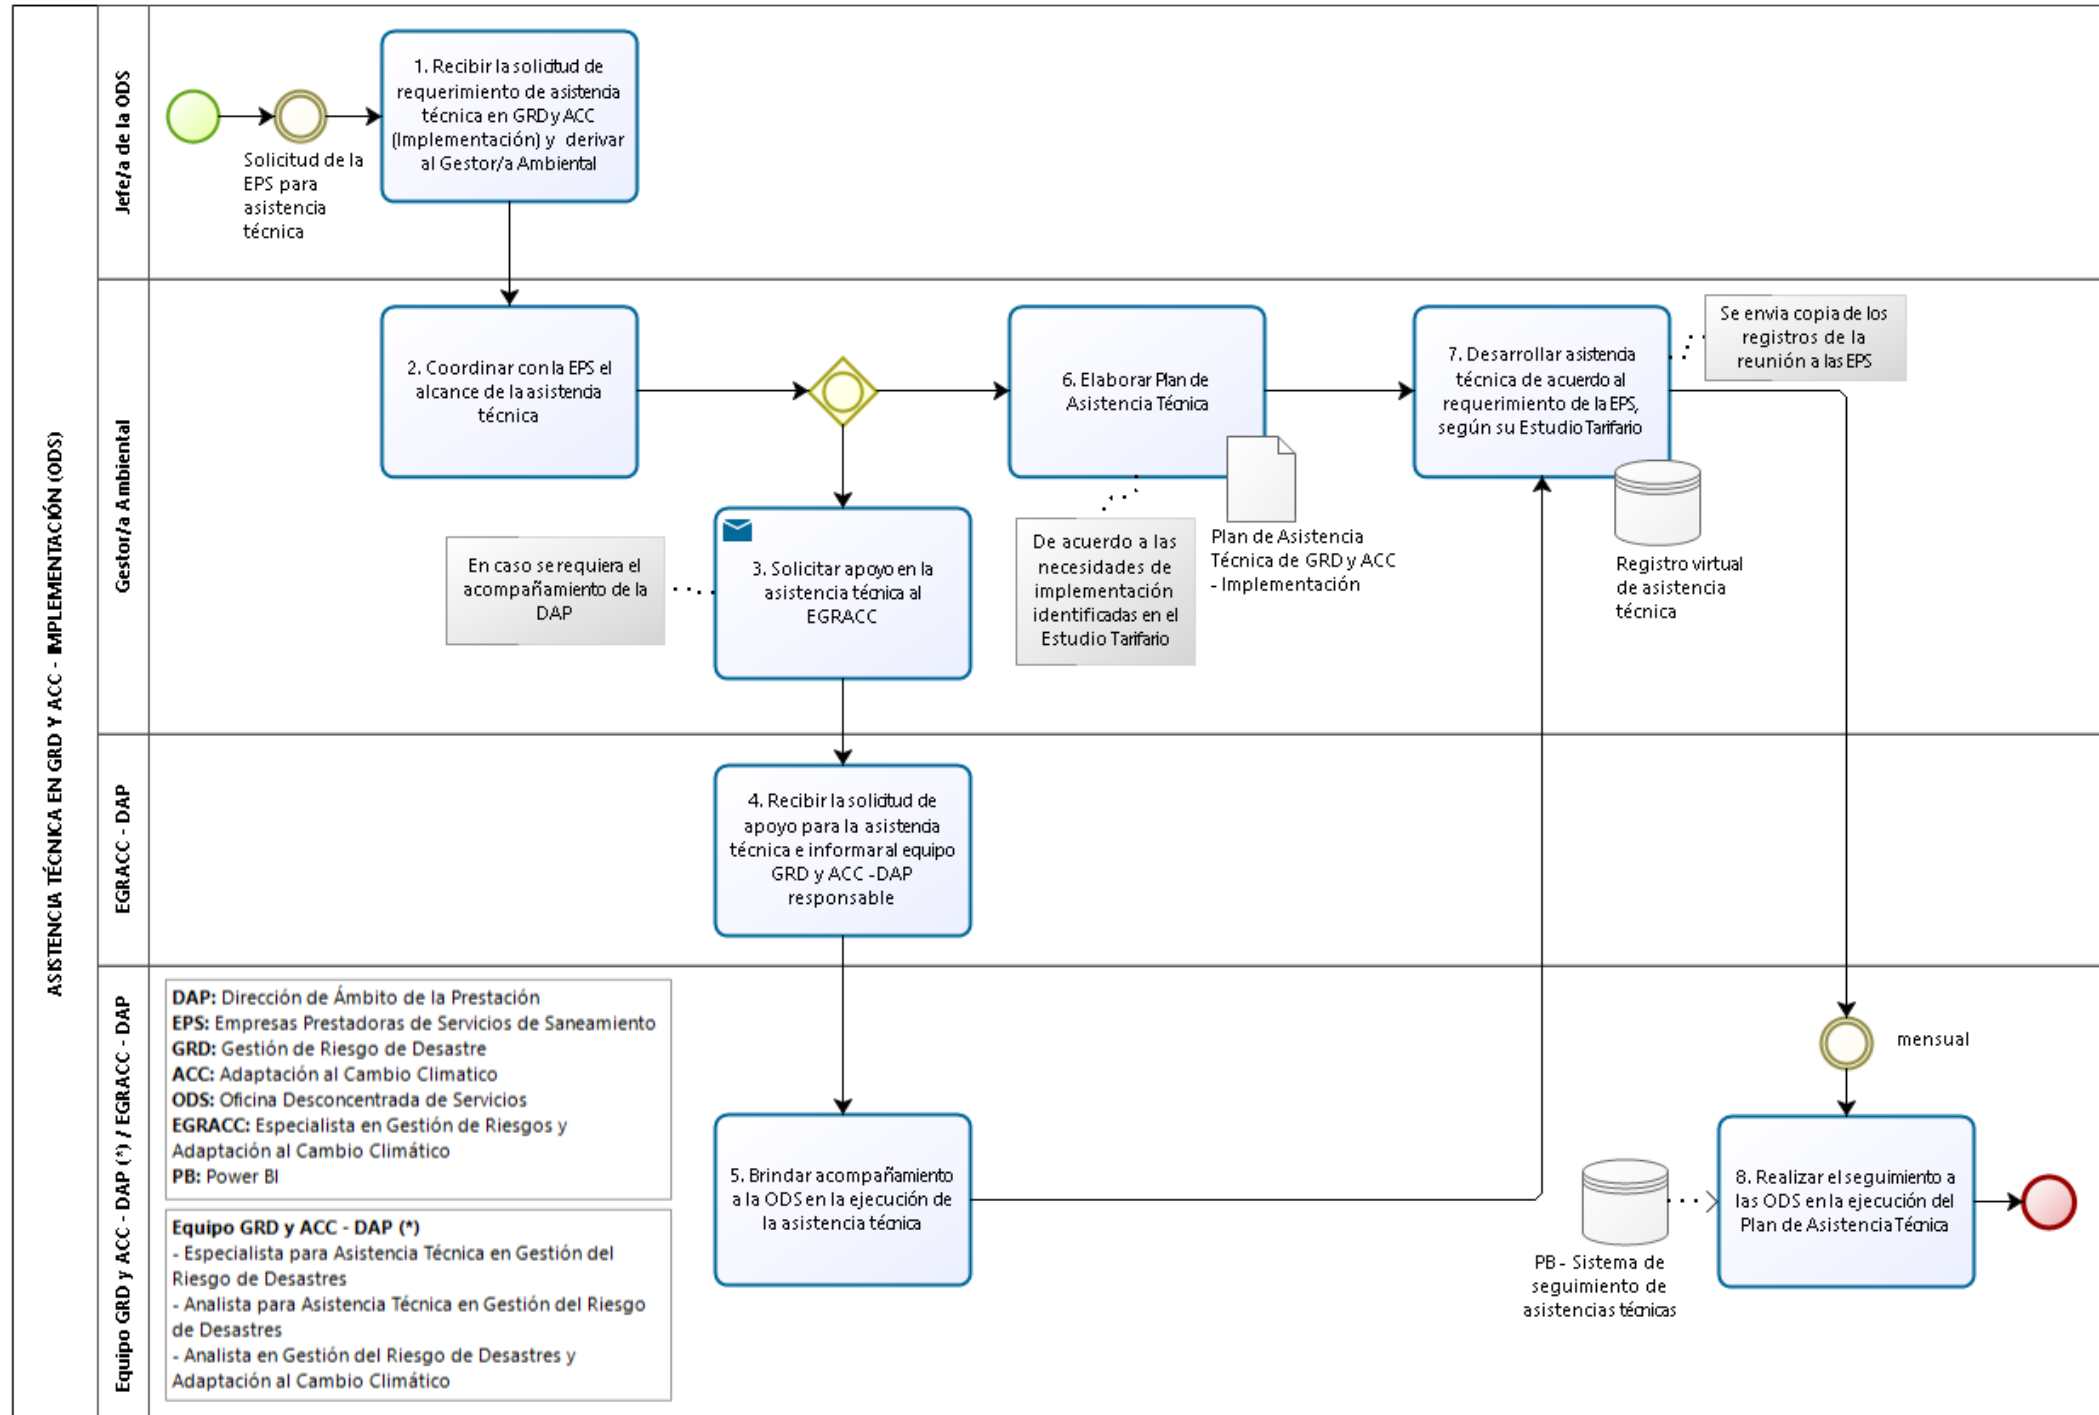 ASISTENCIA TÉCNICA EN GRD Y ACC - IMPLEMENTACIÓN (ODS)
Jefe/a de la ODS
Solicitud de la
EPS para
asistencia
técnica
1. Recibir la solicitud de
requerimiento de asistencia
técnica en GRD y ACC
(Implementación) y derivar
al Gestor/a Ambiental
Gestor/a Ambiental
2. Coordinar con la EPS el
alcance de la asistencia
técnica
En caso se requiera el
acompañamiento de la
DAP
3. Solicitar apoyo en la
asistencia técnica al
EGRACC
6. Elaborar Plan de
Asistencia Técnica
De acuerdo a las
necesidades de
implementación
identificadas en el
Estudio Tarifario
Plan de Asistencia
Técnica de GRD y ACC
- Implementación
7. Desarrollar asistencia
técnica de acuerdo al
requerimiento de la EPS,
según su Estudio Tarifario
Se envia copia de los
registros de la
reunión a las EPS
Registro virtual
de asistencia
técnica
EGRACC - DAP
4. Recibir la solicitud de
apoyo para la asistencia
técnica e informar al equipo
GRD y ACC -DAP
responsable
Equipo GRD y ACC - DAP (*) / EGRACC - DAP
DAP: Dirección de Ámbito de la Prestación
EPS: Empresas Prestadoras de Servicios de Saneamiento
GRD: Gestión de Riesgo de Desastre
ACC: Adaptación al Cambio Climatico
ODS: Oficina Desconcentrada de Servicios
EGRACC: Especialista en Gestión de Riesgos y
Adaptación al Cambio Climático
PB: Power BI
Equipo GRD y ACC - DAP (*)
- Especialista para Asistencia Técnica en Gestión del
Riesgo de Desastres
- Analista para Asistencia Técnica en Gestión del Riesgo
de Desastres
- Analista en Gestión del Riesgo de Desastres y
Adaptación al Cambio Climático
5. Brindar acompañamiento
a la ODS en la ejecución de
la asistencia técnica
mensual
PB - Sistema de
seguimiento de
asistencias técnicas
8. Realizar el seguimiento a
las ODS en la ejecución del
Plan de Asistencia Técnica